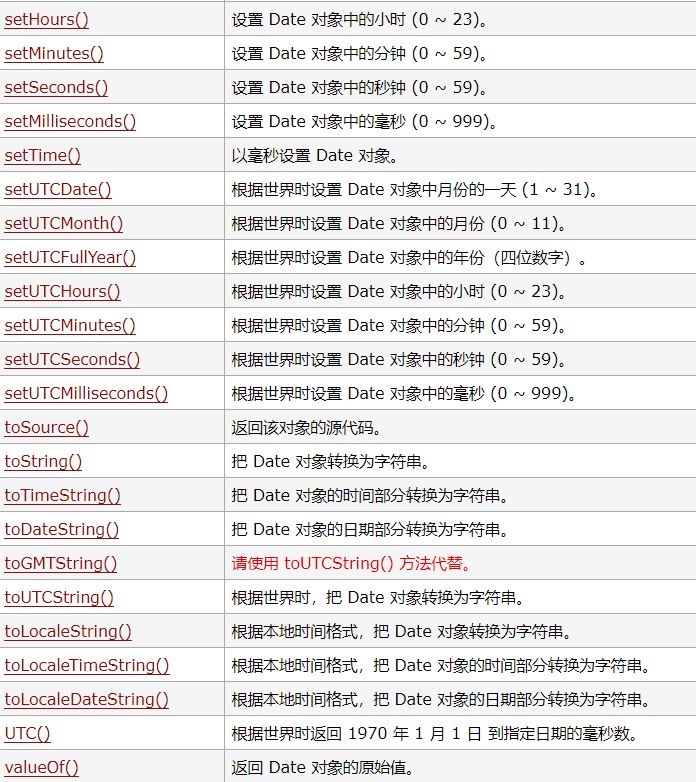 setHours() 设置 Date 对象中的小时 (0 ~ 23)。
setMinutes() 设置 Date 对象中的分钟 (0 ~ 59)。
setSeconds() 设置 Date 对象中的秒钟 (0 ~ 59)。
setMilliseconds() 设置 Date 对象中的毫秒 (0 ~ 999)。
setTime() 以毫秒设置 Date 对象。
setUTCDate() 根据世界时设置 Date 对象中月份的一天 (1 ~ 31)。
setUTCMonth() 根据世界时设置 Date 对象中的月份 (0 ~ 11)。
setUTCFullYear() 根据世界时设置 Date 对象中的年份（四位数字）。
setUTCHours() 根据世界时设置 Date 对象中的小时 (0 ~ 23)。
setUTCMinutes() 根据世界时设置 Date 对象中的分钟 (0 ~ 59)。
setUTCSeconds() 根据世界时设置 Date 对象中的秒钟 (0 ~ 59)。
setUTCMilliseconds() 根据世界时设置 Date 对象中的毫秒 (0 ~ 999)。
toSource() 返回该对象的源代码。
toString() 把 Date 对象转换为字符串。
toTimeString() 把 Date 对象的时间部分转换为字符串。
toDateString() 把 Date 对象的日期部分转换为字符串。
toGMTString() 请使用 toUTCString() 方法代替。
toUTCString() 根据世界时，把 Date 对象转换为字符串。
toLocaleString() 根据本地时间格式，把 Date 对象转换为字符串。
toLocaleTimeString() 根据本地时间格式，把 Date 对象的时间部分转换为字符串。
toLocaleDateString() 根据本地时间格式，把 Date 对象的日期部分转换为字符串。
UTC() 根据世界时返回 1970 年 1 月 1 日 到指定日期的毫秒数。
valueOf() 返回 Date 对象的原始值。